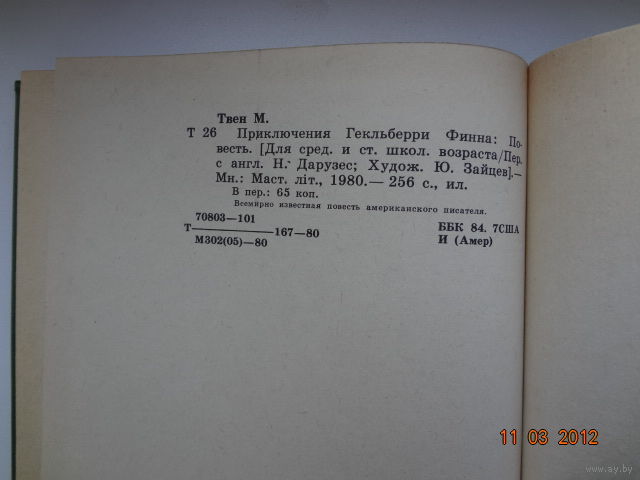 Твен М.
Т 26 Приключения Гекльберри Финна: По-
весть. [Для сред. и ст. школ. возраста/Пер.
с англ. Н. Дарузес; Худож. Ю. Зайцев].—
Мн.: Маст. літ., 1980.— 256 с., ил.
В пер.: 65 коп.
Всемирно известная повесть американского писателя.
70803—101
Т————167—80
М302(05)—80
ББК 84. 7США
И (Амер)
11 03 2012
www.ay.by